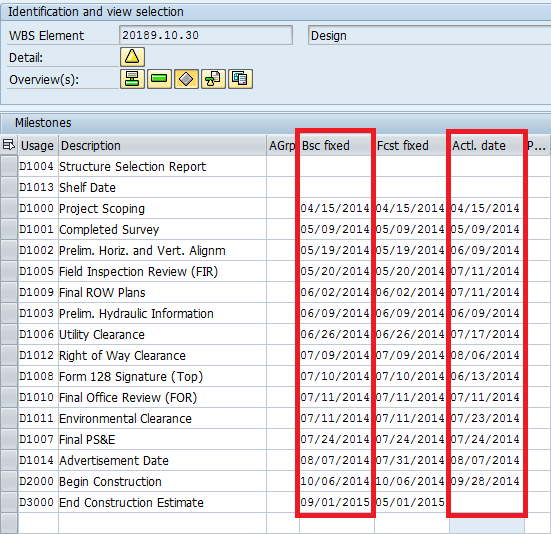 Identification and view selection
WBS Element 20189.10.30 Design
Detail:
Overview(s):
Milestones
Usage Description AGrp Bsc fixed Fcst fixed Actl. date P...
D1004 Structure Selection Report
D1013 Shelf Date
D1000 Project Scoping 04/15/2014 04/15/2014 04/15/2014
D1001 Completed Survey 05/09/2014 05/09/2014 05/09/2014
D1002 Prelim. Horiz. and Vert. Alignm 05/19/2014 05/19/2014 06/09/2014
D1005 Field Inspection Review (FIR) 05/20/2014 05/20/2014 07/11/2014
D1009 Final ROW Plans 06/02/2014 06/02/2014 07/11/2014
D1003 Prelim. Hydraulic Information 06/09/2014 06/09/2014 06/09/2014
D1006 Utility Clearance 06/26/2014 06/26/2014 07/17/2014
D1012 Right of Way Clearance 07/09/2014 07/09/2014 08/06/2014
D1008 Form 128 Signature (Top) 07/10/2014 07/10/2014 06/13/2014
D1010 Final Office Review (FOR) 07/11/2014 07/11/2014 07/11/2014
D1011 Environmental Clearance 07/11/2014 07/11/2014 07/23/2014
D1007 Final PS&E 07/24/2014 07/24/2014 07/24/2014
D1014 Advertisement Date 08/07/2014 07/31/2014 08/07/2014
D2000 Begin Construction 10/06/2014 10/06/2014 09/28/2014
D3000 End Construction Estimate 09/01/2015 05/01/2015